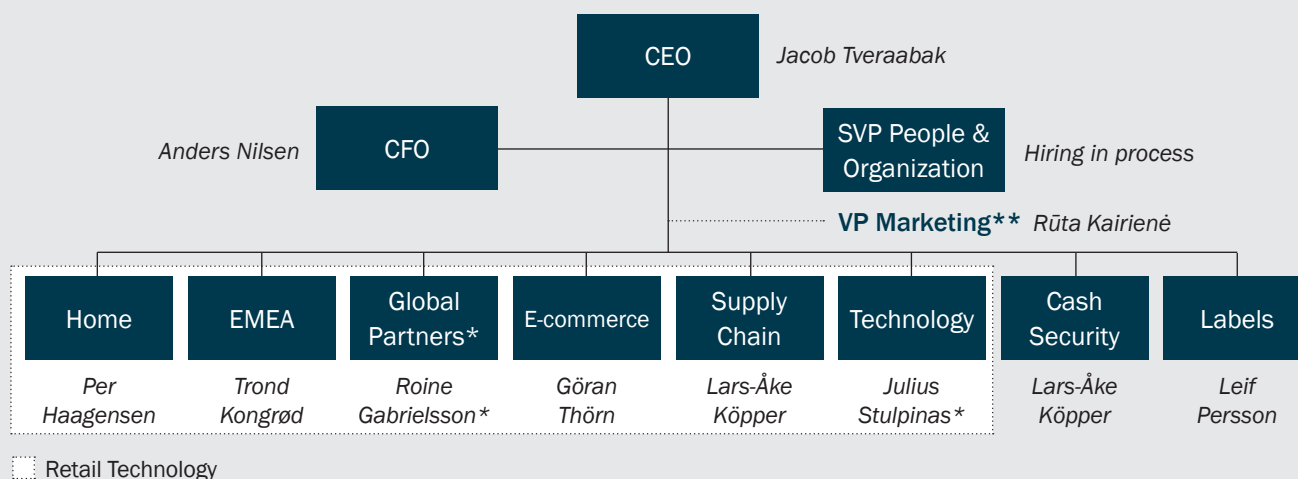 CEO
Jacob Tveraabak
Anders Nilsen
CFO
SVP People &
Organization
Hiring in process
VP Marketing** Rūta Kairienė
Home
EMEA
Global
Partners*
E-commerce
Supply
Chain
Technology
Cash
Security
Labels
Per
Haagensen
Trond
Kongrød
Roine
Gabrielsson*
Göran
Thörn
Lars-Åke
Köpper
Julius
Stulpinas*
Lars-Åke
Köpper
Leif
Persson
Retail Technology